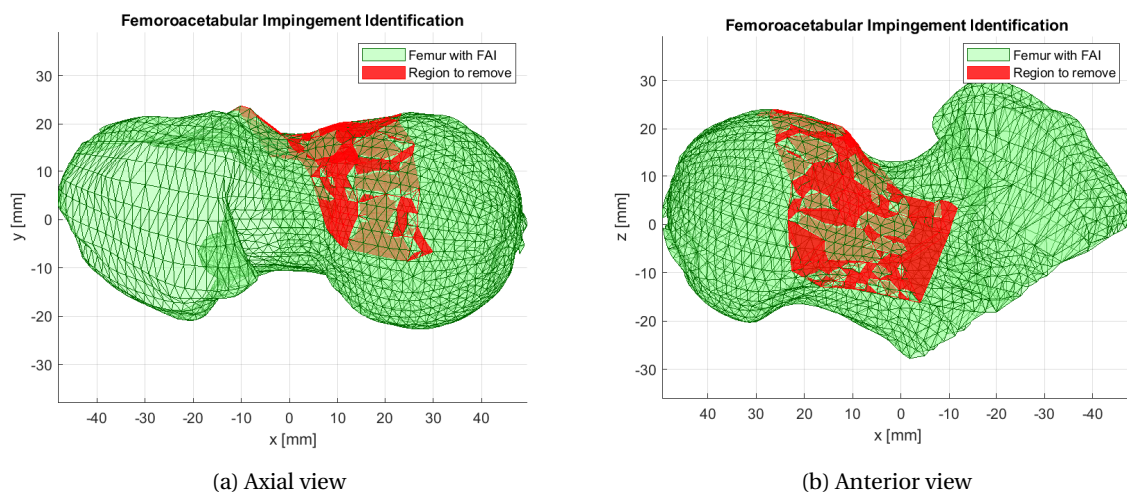 Femoroacetabular Impingement Identification
Femur with FAI
Region to remove
30
20
10
0
-10
-20
-30
y [mm]
-40
-30
-20
-10
0
10
20
30
40
x [mm]
(a) Axial view
Femoroacetabular Impingement Identification
Femur with FAI
Region to remove
30
20
10
0
-10
-20
-30
z [mm]
40
30
20
10
0
-10
-20
-30
-40
x [mm]
(b) Anterior view